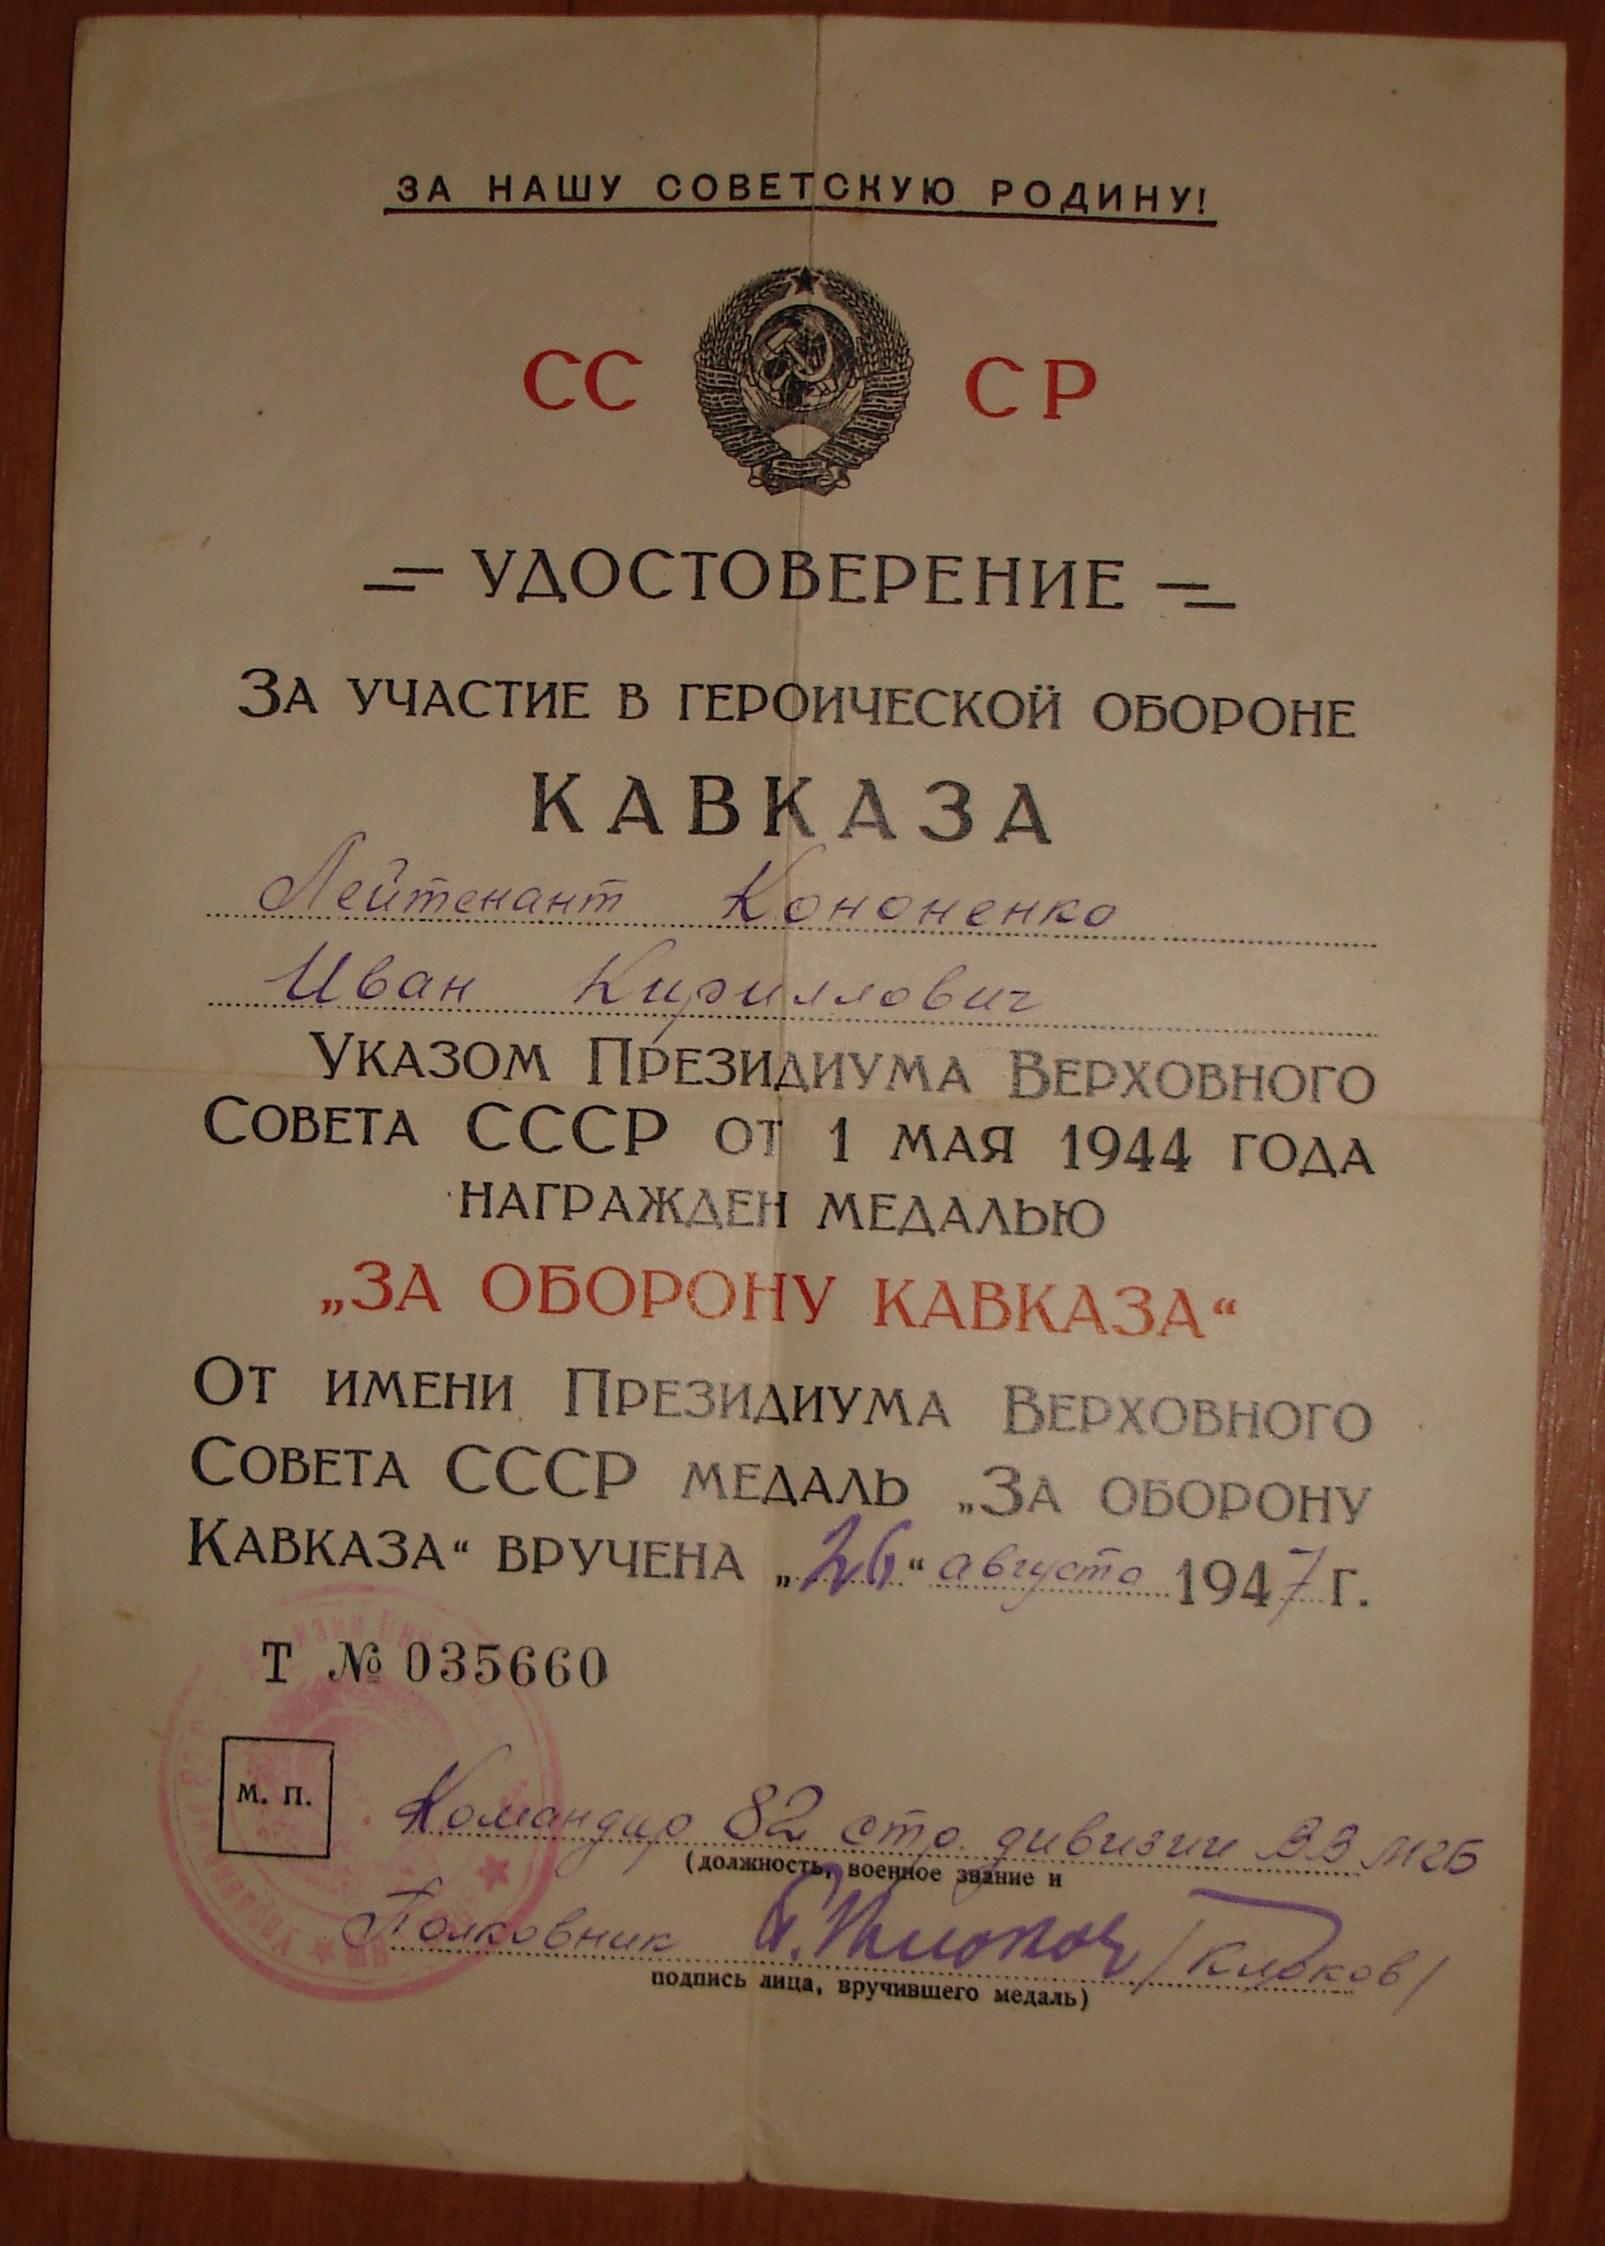 ЗА НАШУ СОВЕТСКУЮ РОДИНУ!
СС СР
УДОСТОВЕРЕНИЕ
ЗА УЧАСТИЕ В ГЕРОИЧЕСКОЙ ОБОРОНЕ
КАВКАЗА
Лейтенант Кононенко
Иван Кириллович
УКАЗОМ ПРЕЗИДИУМА ВЕРХОВНОГО
СОВЕТА СССР ОТ 1 МАЯ 1944 ГОДА
НАГРАЖДЕН МЕДАЛЬЮ
„ЗА ОБОРОНУ КАВКАЗА“
ОТ ИМЕНИ ПРЕЗИДИУМА ВЕРХОВНОГО
СОВЕТА СССР МЕДАЛЬ „ЗА ОБОРОНУ
КАВКАЗА“ ВРУЧЕНА „26“ августа 1947 г.
Т № 035660
М. П.
Командир 82 стр. дивизии ВВ МГБ
(должность, военное звание и
Полковник /Клоков/
подпись лица, вручившего медаль)